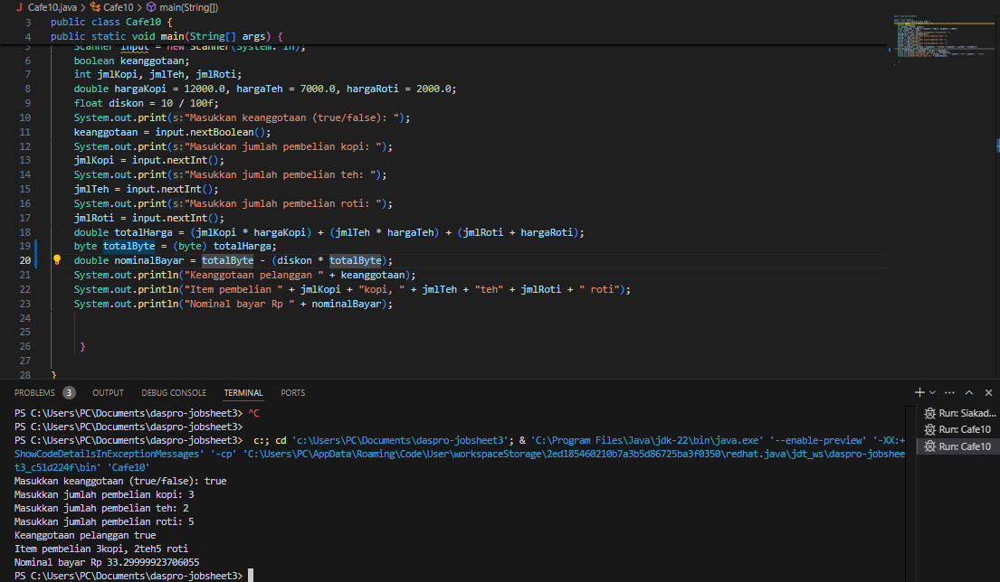 Cafe10.java > Cafe10 > main(String[])
3 public class Cafe10 {
4 public static void main(String[] args) {
5 Scanner input = new Scanner(System. in);
6 boolean keanggotaan;
7 int jmlKopi, jmlTeh, jmlRoti;
8 double hargaKopi = 12000.0, hargaTeh = 7000.0, hargaRoti = 2000.0;
9 float diskon = 10 / 100f;
10 System.out.print(s:"Masukkan keanggotaan (true/false): ");
11 keanggotaan = input.nextBoolean();
12 System.out.print(s:"Masukkan jumlah pembelian kopi: ");
13 jmlKopi = input.nextInt();
14 System.out.print(s:"Masukkan jumlah pembelian teh: ");
15 jmlTeh = input.nextInt();
16 System.out.print(s:"Masukkan jumlah pembelian roti: ");
17 jmlRoti = input.nextInt();
18 double totalHarga = (jmlKopi * hargaKopi) + (jmlTeh * hargaTeh) + (jmlRoti + hargaRoti);
19 byte totalByte = (byte) totalHarga;
20 double nominalBayar = totalByte - (diskon * totalByte);
21 System.out.println("Keanggotaan pelanggan " + keanggotaan);
22 System.out.println("Item pembelian " + jmlKopi + "kopi, " + jmlTeh + "teh" + jmlRoti + " roti");
23 System.out.println("Nominal bayar Rp " + nominalBayar);
24
25
26 }
27
28 }
PROBLEMS 3 OUTPUT DEBUG CONSOLE TERMINAL PORTS
PS C:\Users\PC\Documents\daspro-jobsheet3> ^C
PS C:\Users\PC\Documents\daspro-jobsheet3>
PS C:\Users\PC\Documents\daspro-jobsheet3> c:; cd 'c:\Users\PC\Documents\daspro-jobsheet3'; & 'C:\Program Files\Java\jdk-22\bin\java.exe' '--enable-preview' '-XX:+
ShowCodeDetailsInExceptionMessages' '-cp' 'C:\Users\PC\AppData\Roaming\Code\User\workspaceStorage\2ed185460210b7a3b5d86725ba3f0350\redhat.java\jdt_ws\daspro-jobshee
t3_c51d224f\bin' 'Cafe10'
Masukkan keanggotaan (true/false): true
Masukkan jumlah pembelian kopi: 3
Masukkan jumlah pembelian teh: 2
Masukkan jumlah pembelian roti: 5
Keanggotaan pelanggan true
Item pembelian 3kopi, 2teh5 roti
Nominal bayar Rp 33.29999923706055
PS C:\Users\PC\Documents\daspro-jobsheet3>
Run: Siakad...
Run: Cafe10
Run: Cafe10